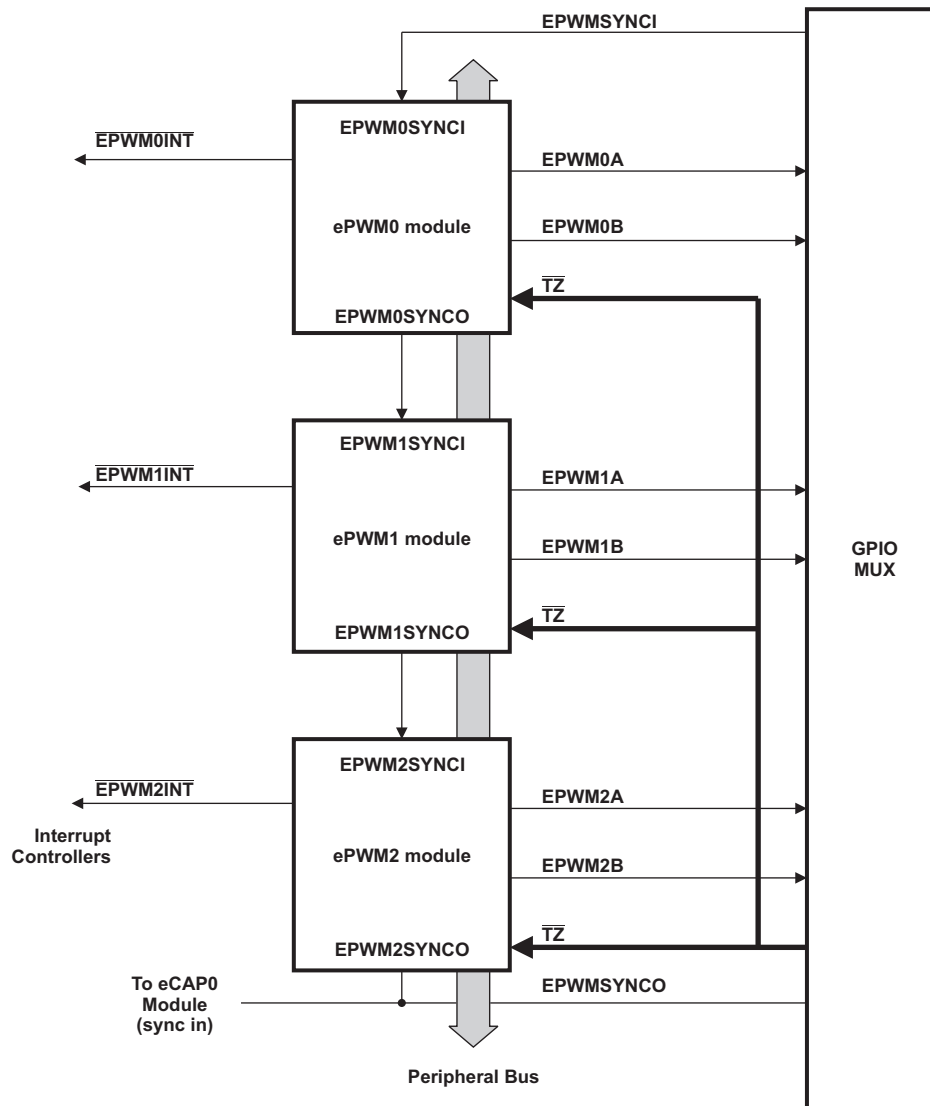 EPWMSYNCI
EPWM0SYNCI
EPWM0INT
EPWM0A
ePWM0 module
EPWM0B
TZ
EPWM0SYNCO
EPWM1SYNCI
EPWM1INT
EPWM1A
ePWM1 module
EPWM1B
GPIO
MUX
TZ
EPWM1SYNCO
EPWM2SYNCI
EPWM2INT
EPWM2A
Interrupt
Controllers
ePWM2 module
EPWM2B
TZ
EPWM2SYNCO
To eCAP0
Module
(sync in)
EPWMSYNCO
Peripheral Bus